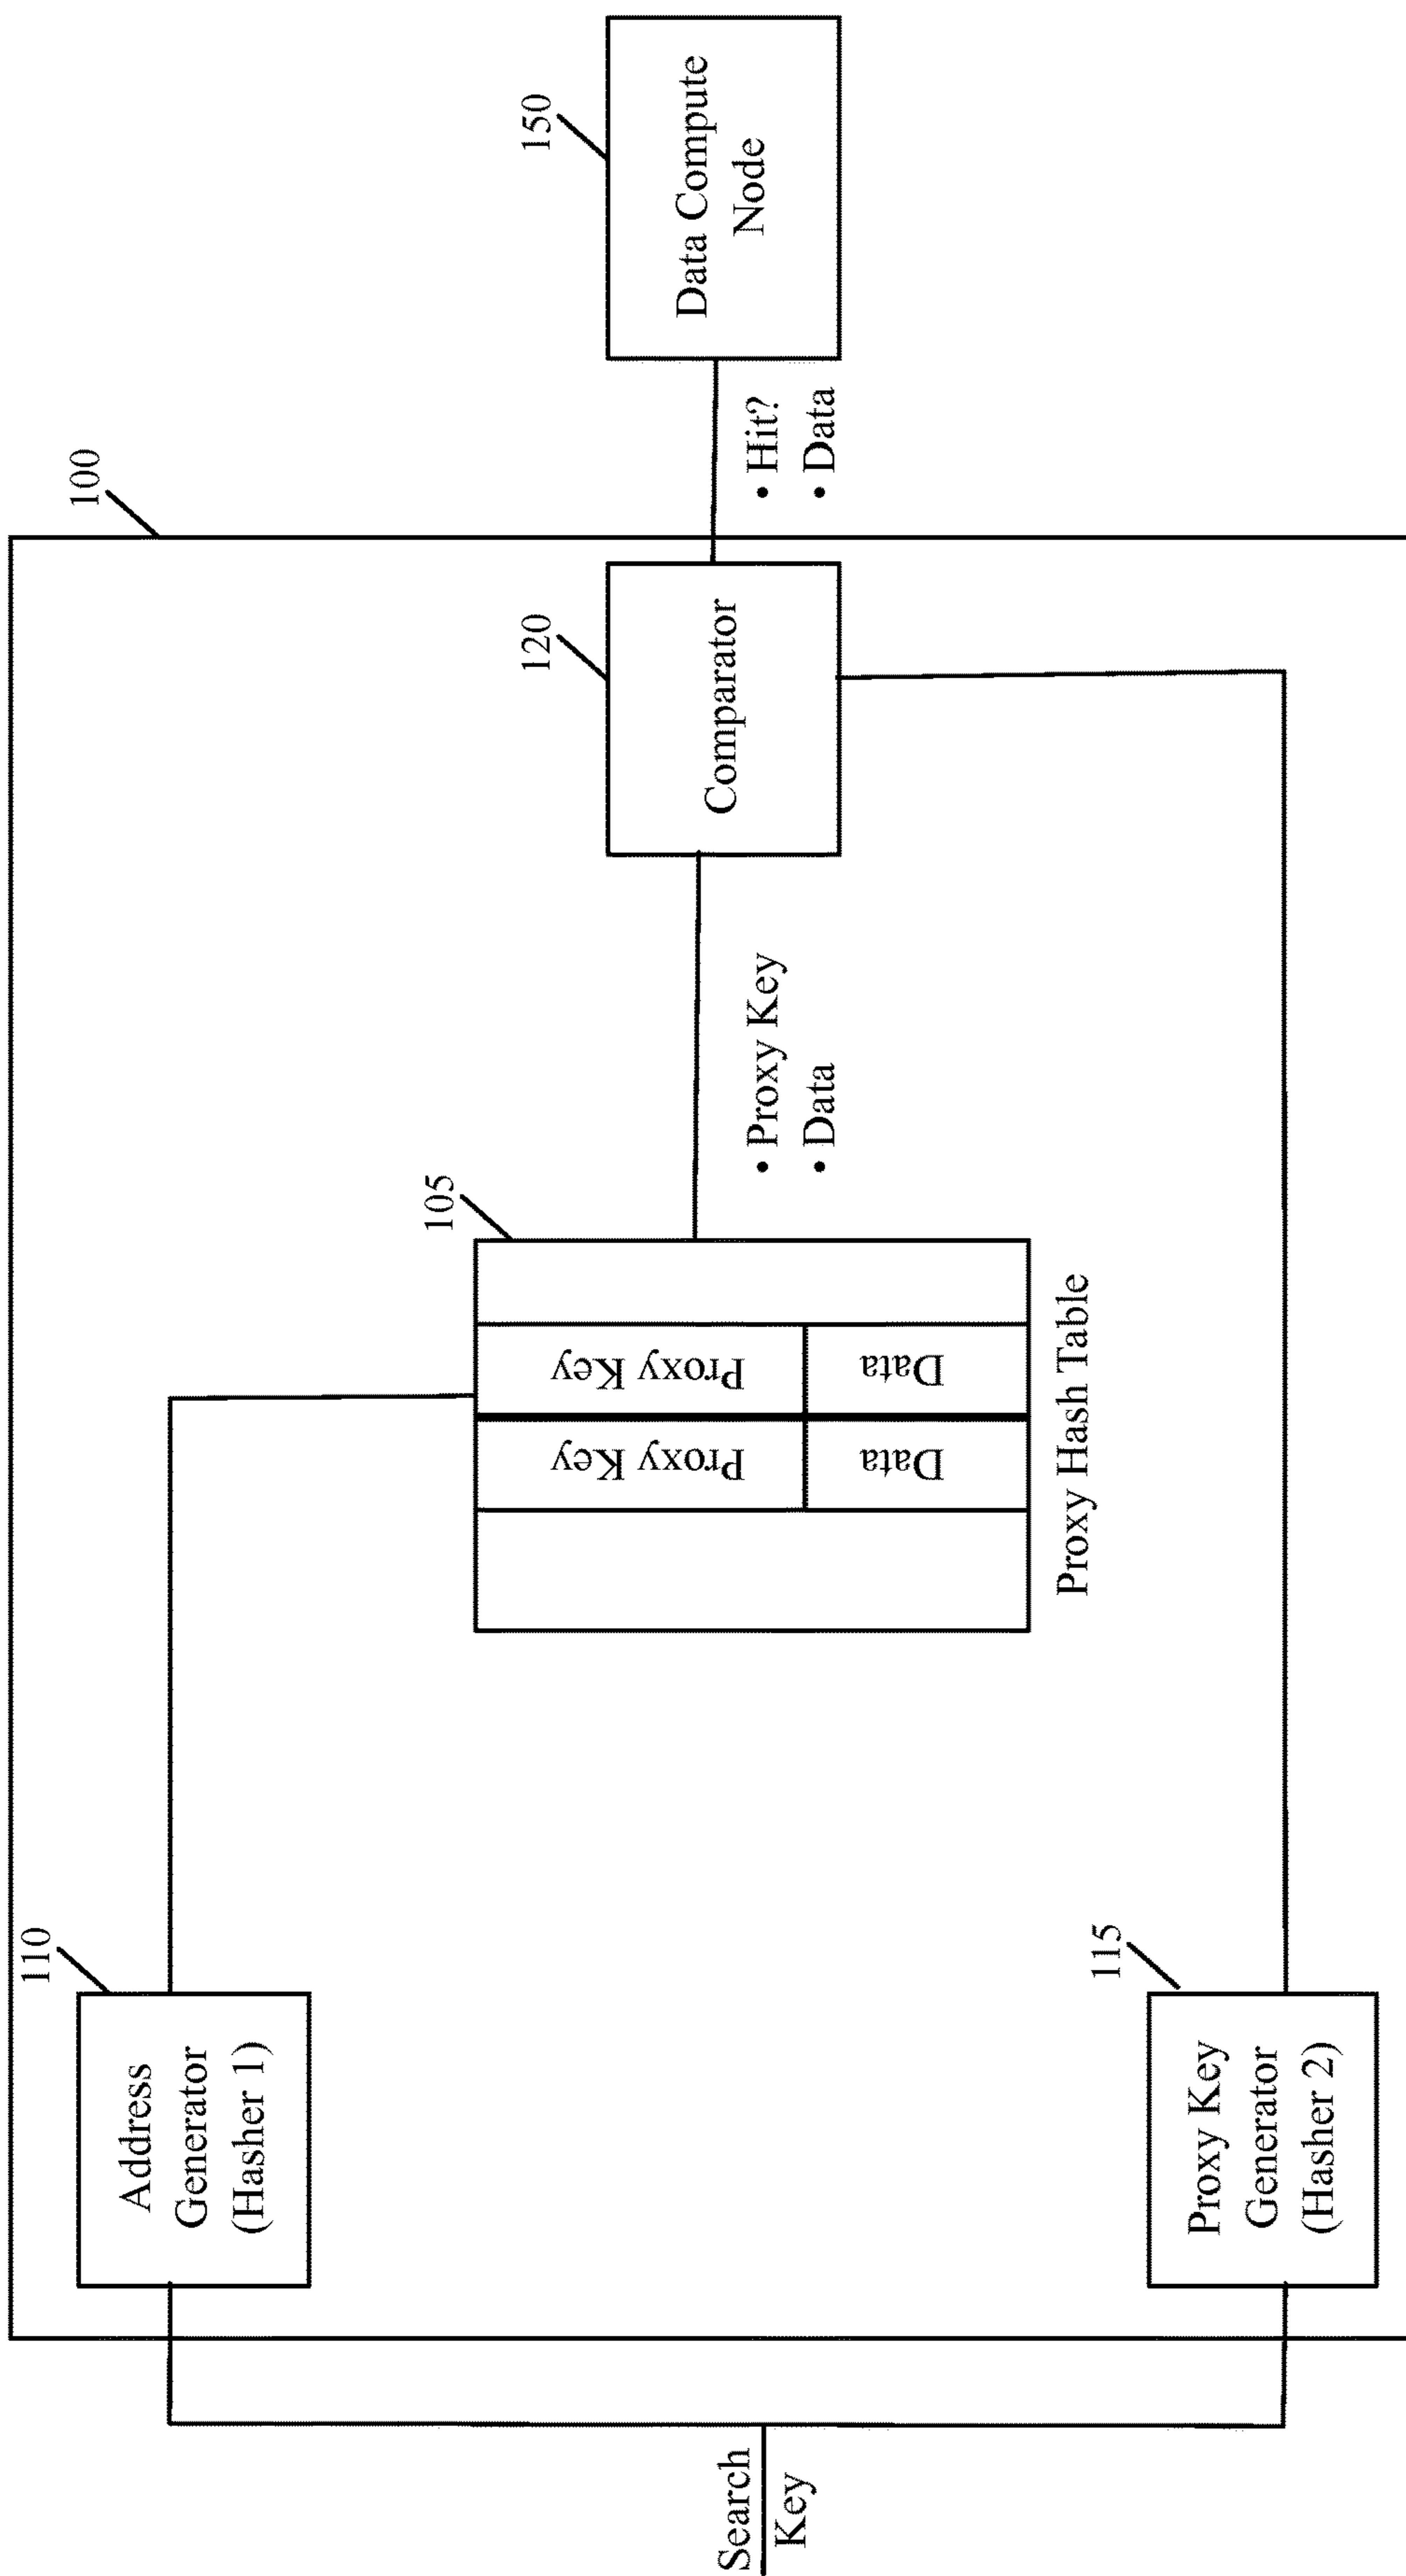 100
110
Address
Generator
(Hasher 1)
105
Proxy Key
Data
Proxy Key
Data
Proxy Hash Table
• Proxy Key
• Data
120
Comparator
• Hit?
• Data
150
Data Compute
Node
Search
Key
115
Proxy Key
Generator
(Hasher 2)